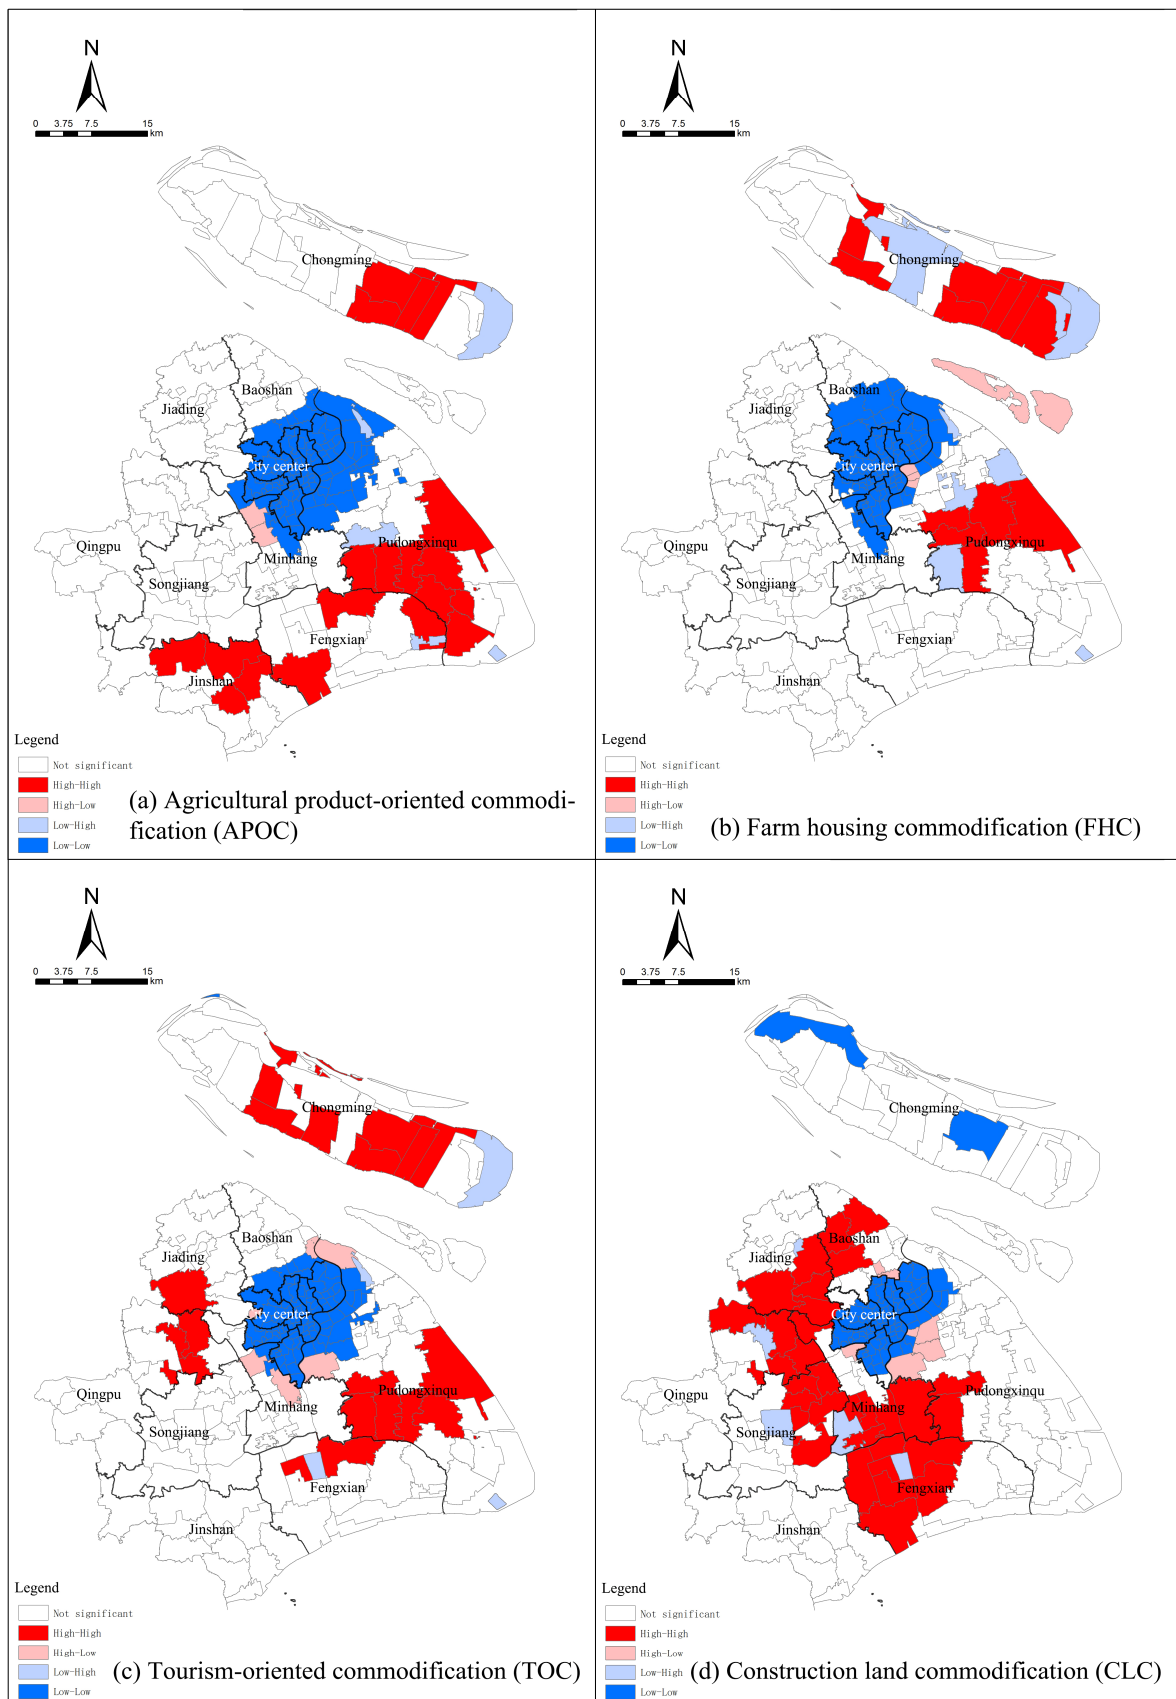 N
0 3.75 7.5 15
km
Chongming
Baoshan
Jiading
City center
Qingpu
Pudongxinqu
Minhang
Songjiang
Fengxian
Jinshan
Legend
Not significant
High-High
High-Low
Low-High
Low-Low
(a) Agricultural product-oriented commodi-
fication (APOC)
N
0 3.75 7.5 15
km
Chongming
Baoshan
Jiading
City center
Qingpu
Pudongxinqu
Minhang
Songjiang
Fengxian
Jinshan
Legend
Not significant
High-High
High-Low
Low-High
Low-Low
(b) Farm housing commodification (FHC)
N
0 3.75 7.5 15
km
Chongming
Baoshan
Jiading
City center
Qingpu
Pudongxinqu
Minhang
Songjiang
Fengxian
Jinshan
Legend
Not significant
High-High
High-Low
Low-High
Low-Low
(c) Tourism-oriented commodification (TOC)
N
0 3.75 7.5 15
km
Chongming
Baoshan
Jiading
City center
Qingpu
Pudongxinqu
Minhang
Songjiang
Fengxian
Jinshan
Legend
Not significant
High-High
High-Low
Low-High
Low-Low
(d) Construction land commodification (CLC)